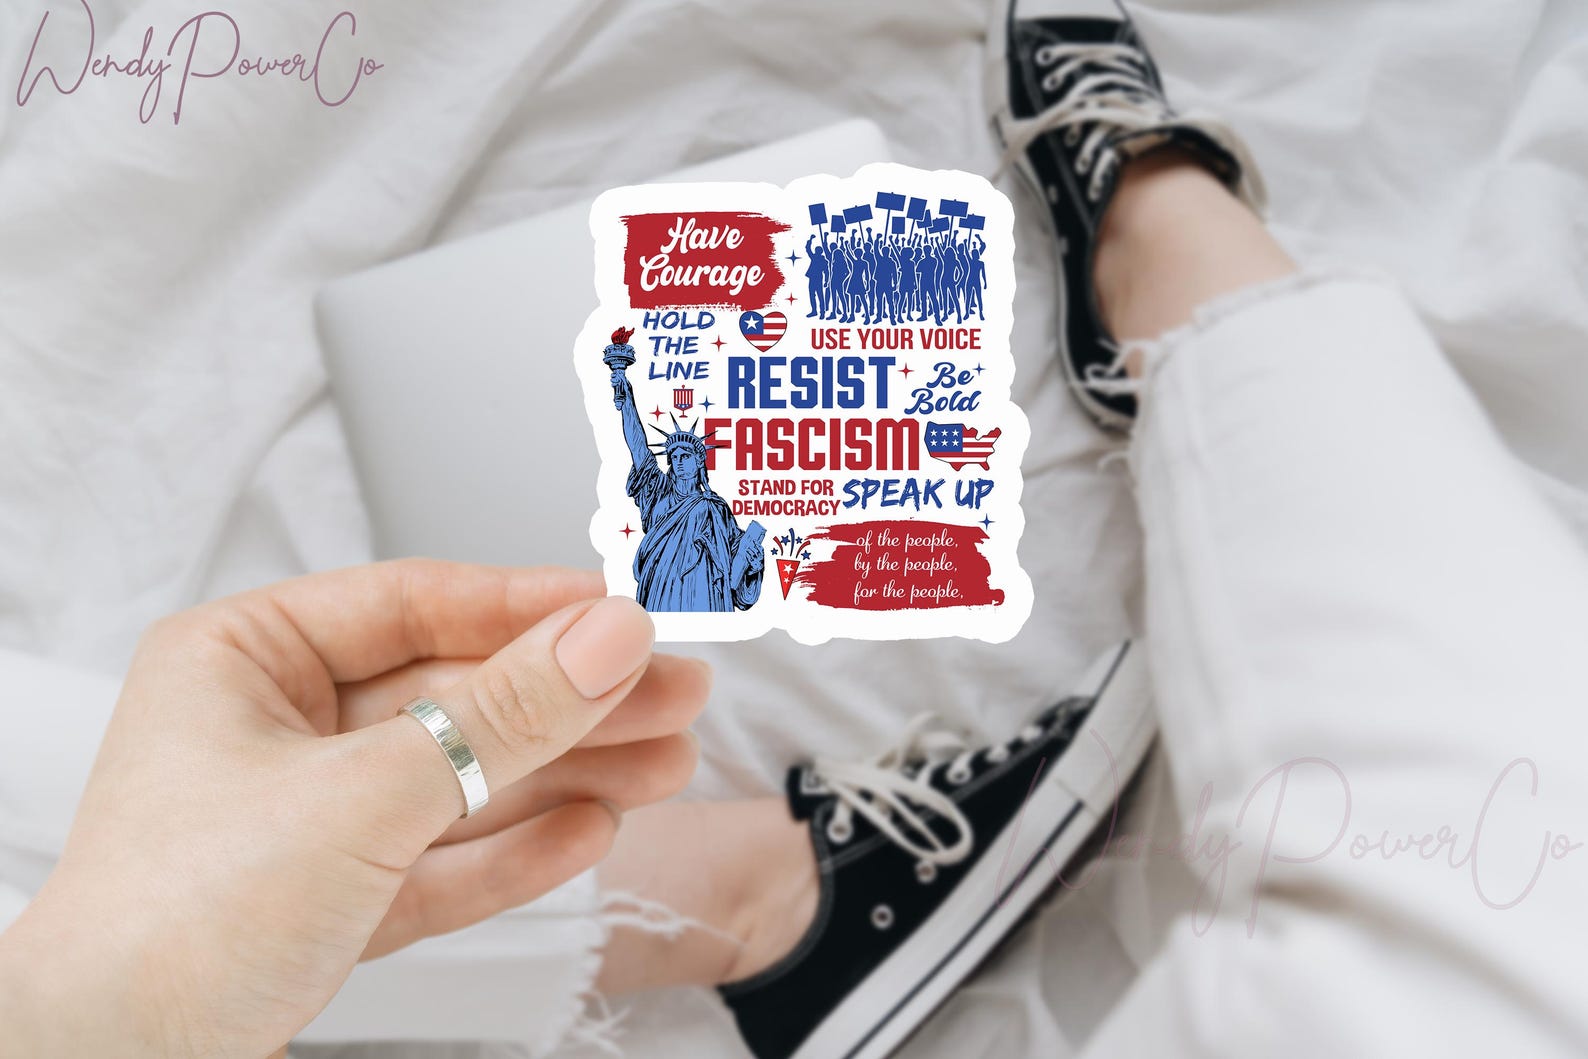 WendyPowerCo
Have
Courage
HOLD
THE
LINE
USE YOUR VOICE
RESIST
Be
Bold
FASCISM
STAND FOR
DEMOCRACY
SPEAK UP
of the people,
by the people,
for the people,
WendyPowerCo